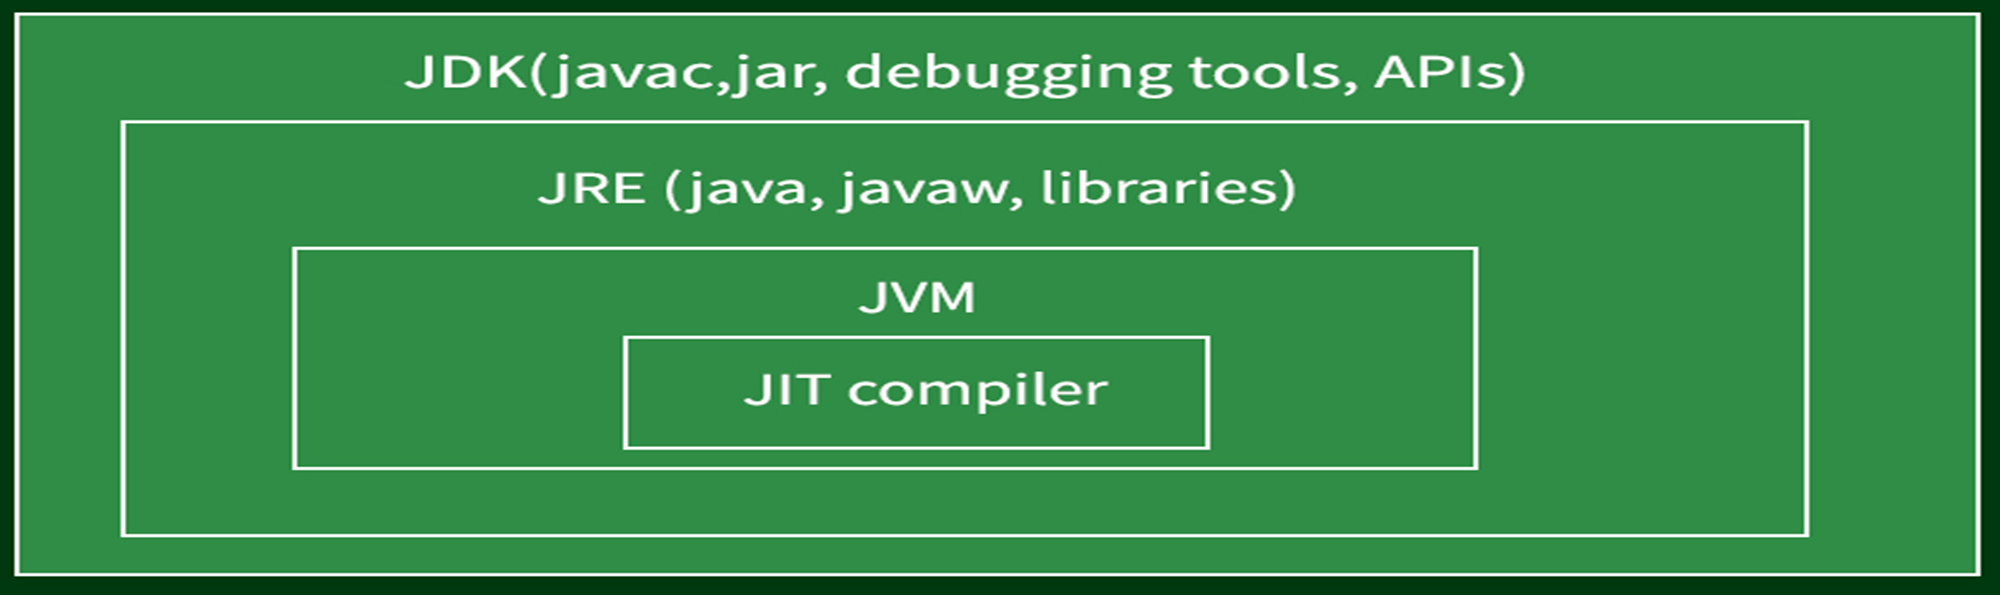 JDK(javac,jar, debugging tools, APIs)
JRE (java, javaw, libraries)
JVM
JIT compiler